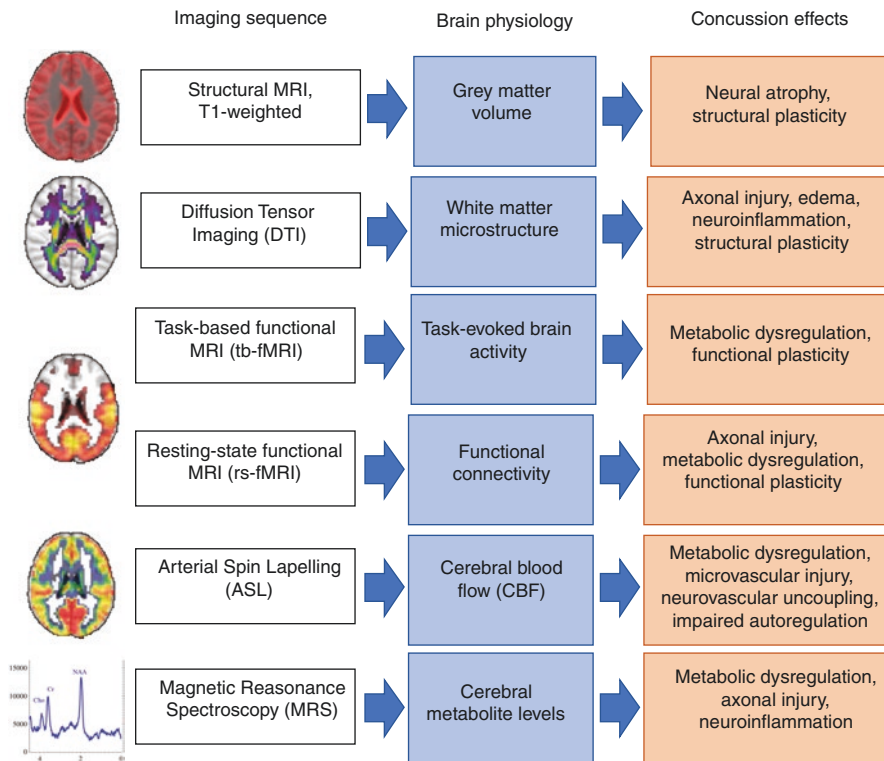 Imaging sequence
Brain physiology
Concussion effects
Structural MRI,
T1-weighted
Grey matter
volume
Neural atrophy,
structural plasticity
Diffusion Tensor
Imaging (DTI)
White matter
microstructure
Axonal injury, edema,
neuroinflammation,
structural plasticity
Task-based functional
MRI (tb-fMRI)
Task-evoked brain
activity
Metabolic dysregulation,
functional plasticity
Resting-state functional
MRI (rs-fMRI)
Functional
connectivity
Axonal injury,
metabolic dysregulation,
functional plasticity
Arterial Spin Lapelling
(ASL)
Cerebral blood
flow (CBF)
Metabolic dysregulation,
microvascular injury,
neurovascular uncoupling,
impaired autoregulation
15000
10000
5000
0
Cho
Cr
NAA
4
2
0
Magnetic Reasonance
Spectroscopy (MRS)
Cerebral
metabolite levels
Metabolic dysregulation,
axonal injury,
neuroinflammation